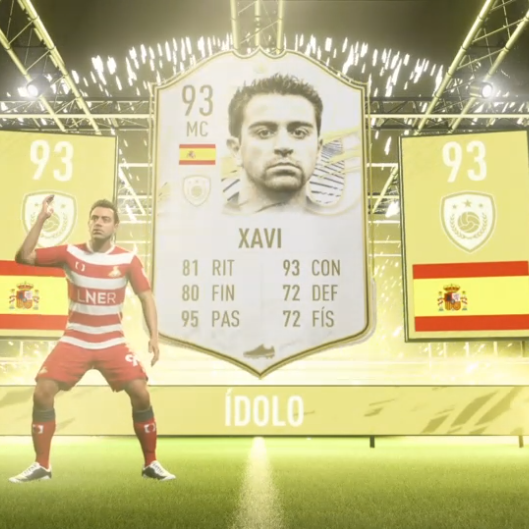 93
MC
XAVI
81 RIT 93 CON
80 FIN 72 DEF
95 PAS 72 FÍS
93
93
LNER
9
ÍDOLO